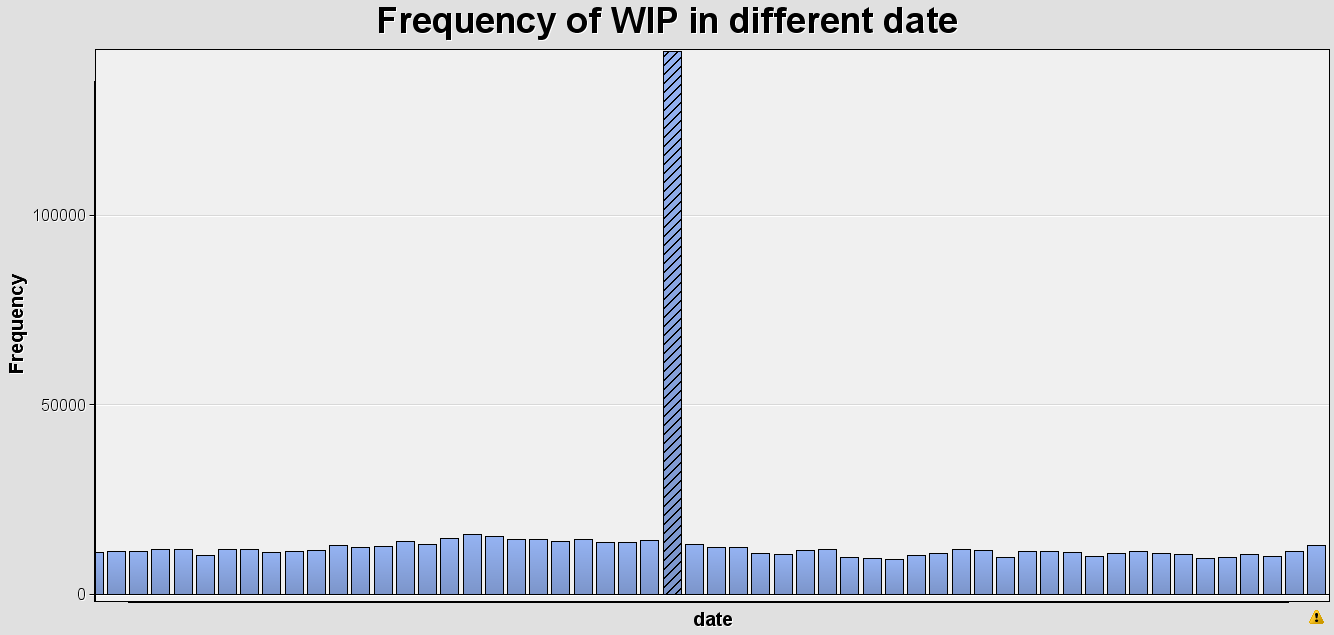 Frequency of WIP in different date
100000
50000
0
Frequency
date